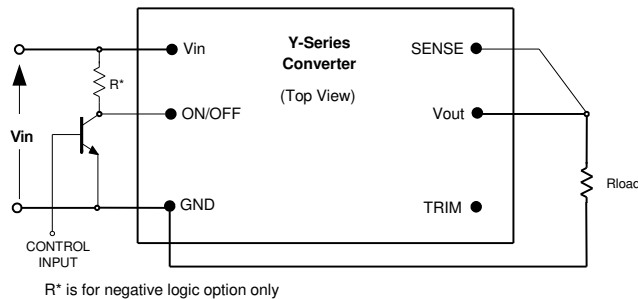 Y-Series
Converter
(Top View)
Vin
SENSE
R*
ON/OFF
Vout
Vin
Rload
GND
TRIM
CONTROL
INPUT
R* is for negative logic option only